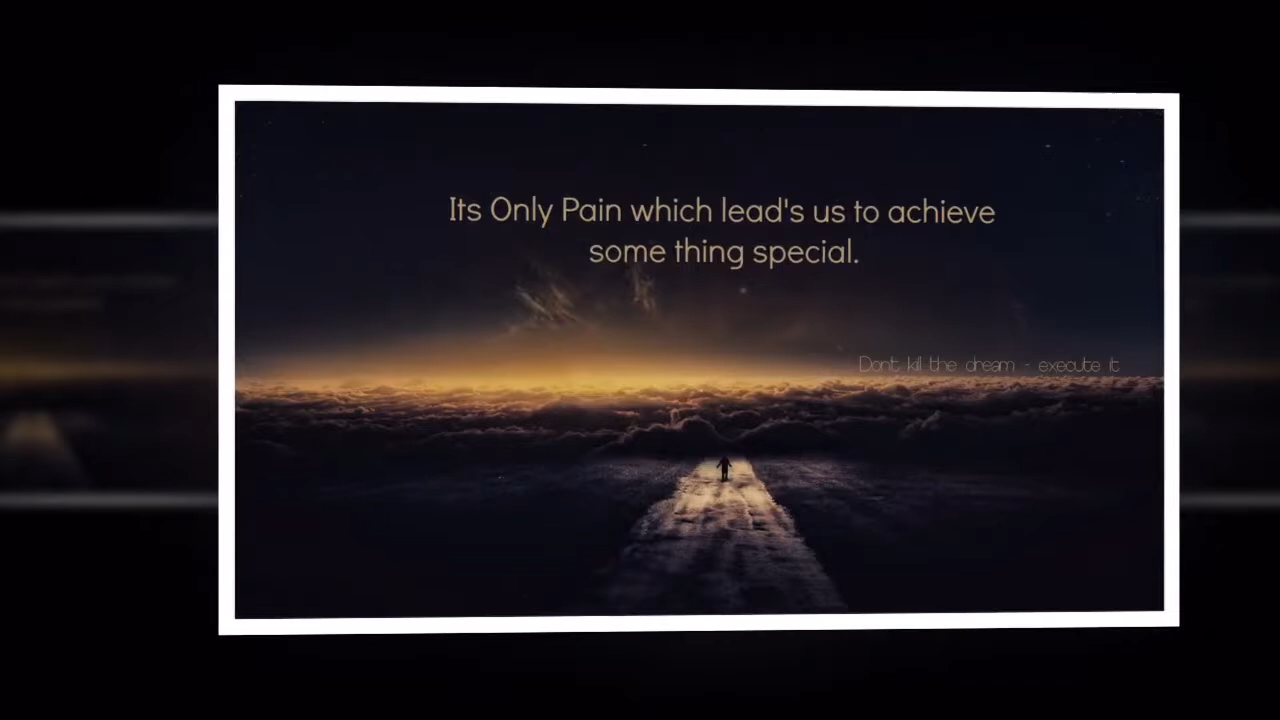 Its Only Pain which lead's us to achieve
some thing special.
Dont kill the dream - execute it